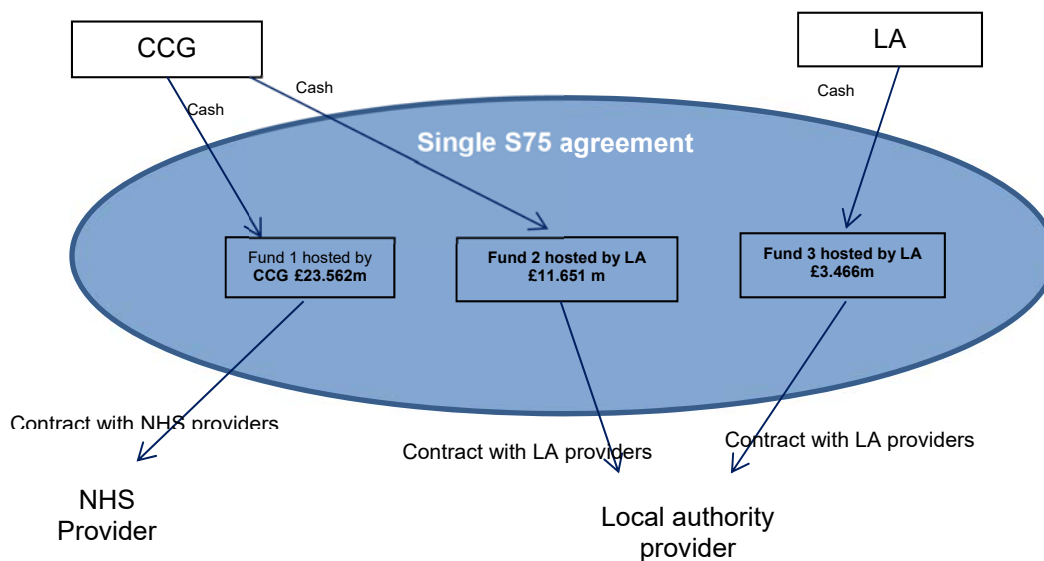 CCG
LA
Cash
Cash
Cash
Single S75 agreement
Fund 1 hosted by
CCG £23.562m
Fund 2 hosted by LA
£11.651 m
Fund 3 hosted by LA
£3.466m
Contract with NHS providers
Contract with LA providers
Contract with LA providers
NHS
Provider
Local authority
provider